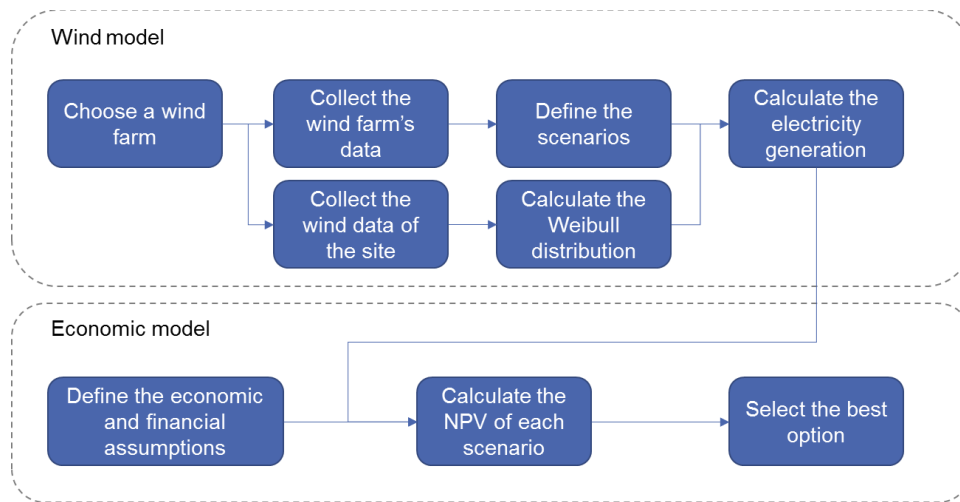 Wind model
Choose a wind
farm
Collect the
wind farm's
data
Define the
scenarios
Calculate the
electricity
generation
Collect the
wind data of
the site
Calculate the
Weibull
distribution
Economic model
Define the economic
and financial
assumptions
Calculate the
NPV of each
scenario
Select the best
option